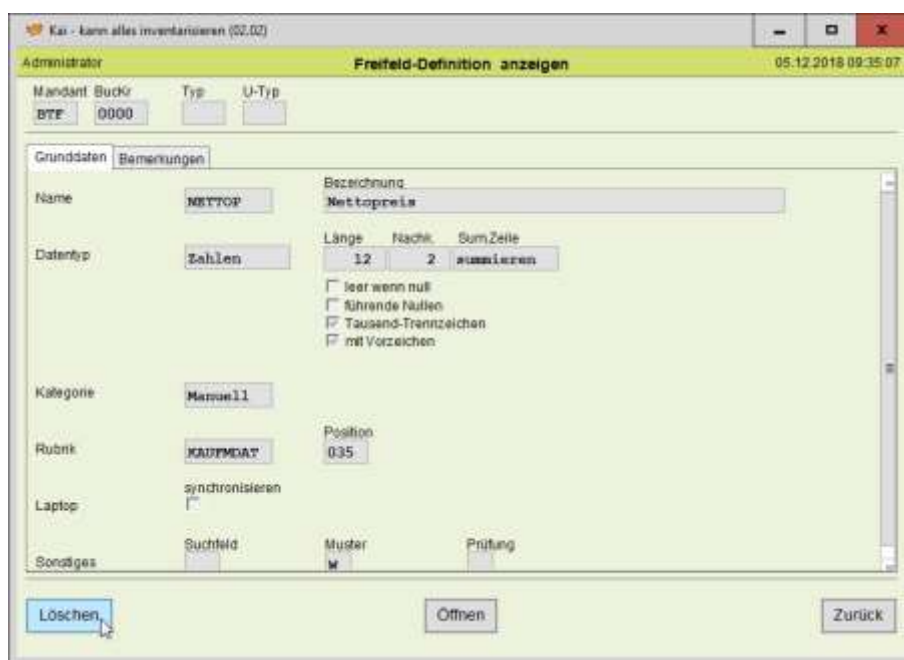 Kai - kann alles inventarisieren (02.02)
Administrator Freifeld-Definition anzeigen 05.12.2018 09:35:07
Mandant BucKr Typ U-Typ
BTF 0000
Grunddaten Bemerkungen
Bezeichnung
Name NETTOP Nettopreis
Länge Nachk. Sum.Zeile
Datentyp Zahlen 12 2 summieren
leer wenn null
führende Nullen
Tausend-Trennzeichen
mit Vorzeichen
Kategorie Manuell
Position
Rubrik KAUFMDAT 035
synchronisieren
Laptop
Suchfeld Muster Prüfung
Sonstiges W
Löschen Öffnen Zurück